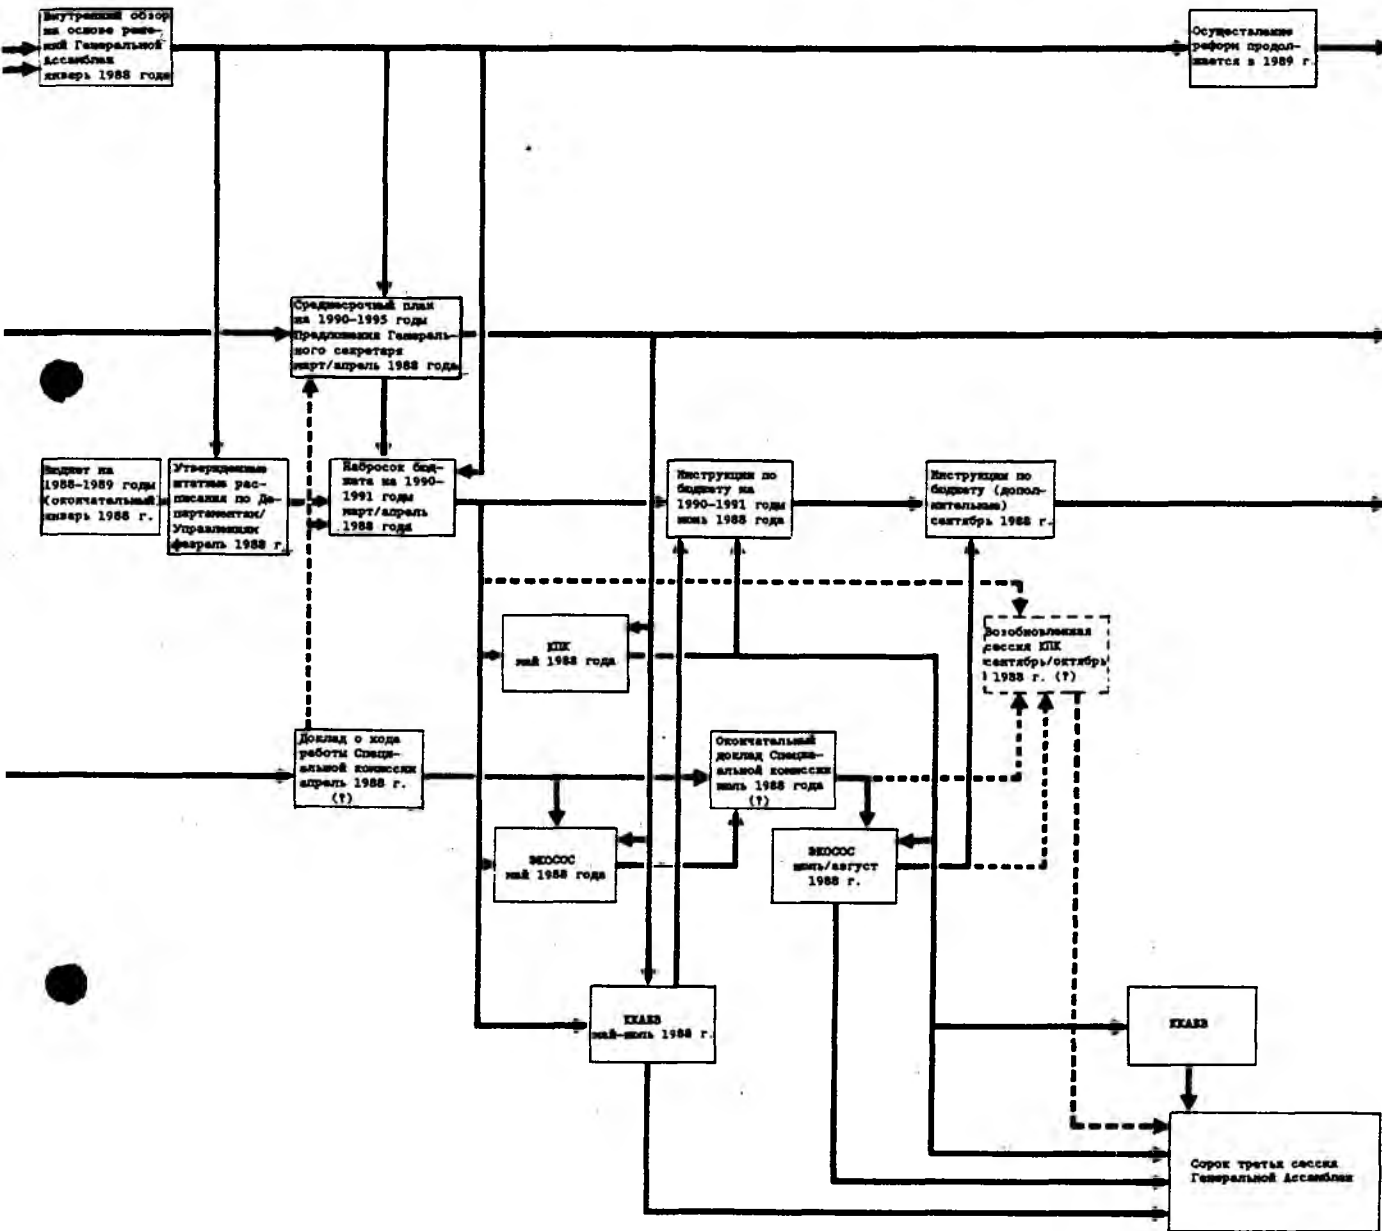 Внутренний обзор
на основе реше-
ний Генеральной
Ассамблеи
январь 1988 года
Осуществление
реформ продол-
жается в 1989 г.
Среднесрочный план
на 1990-1995 годы
Предложения Генераль-
ного секретаря
март/апрель 1988 года
Бюджет на
1988-1989 годы
(окончательный)
январь 1988 г.
Утвержденные
штатные рас-
писания по Де-
партаментам/
Управлениям
февраль 1988 г.
Набросок бюд-
жета на 1990-
1991 годы
март/апрель
1988 года
Инструкции по
бюджету на
1990-1991 годы
июнь 1988 года
Инструкции по
бюджету (допол-
нительные)
сентябрь 1988 г.
КПК
май 1988 года
Возобновленная
сессия КПК
сентябрь/октябрь
1988 г. (?)
Доклад о ходе
работы Специ-
альной комиссии
апрель 1988 г.
(?)
Окончательный
доклад Специа-
льной комиссии
июль 1988 года
(?)
ЭКОСОС
май 1988 года
ЭКОСОС
июль/август
1988 г.
ККАБВ
май-июль 1988 г.
ККАБВ
Сорок третья сессия
Генеральной Ассамблеи